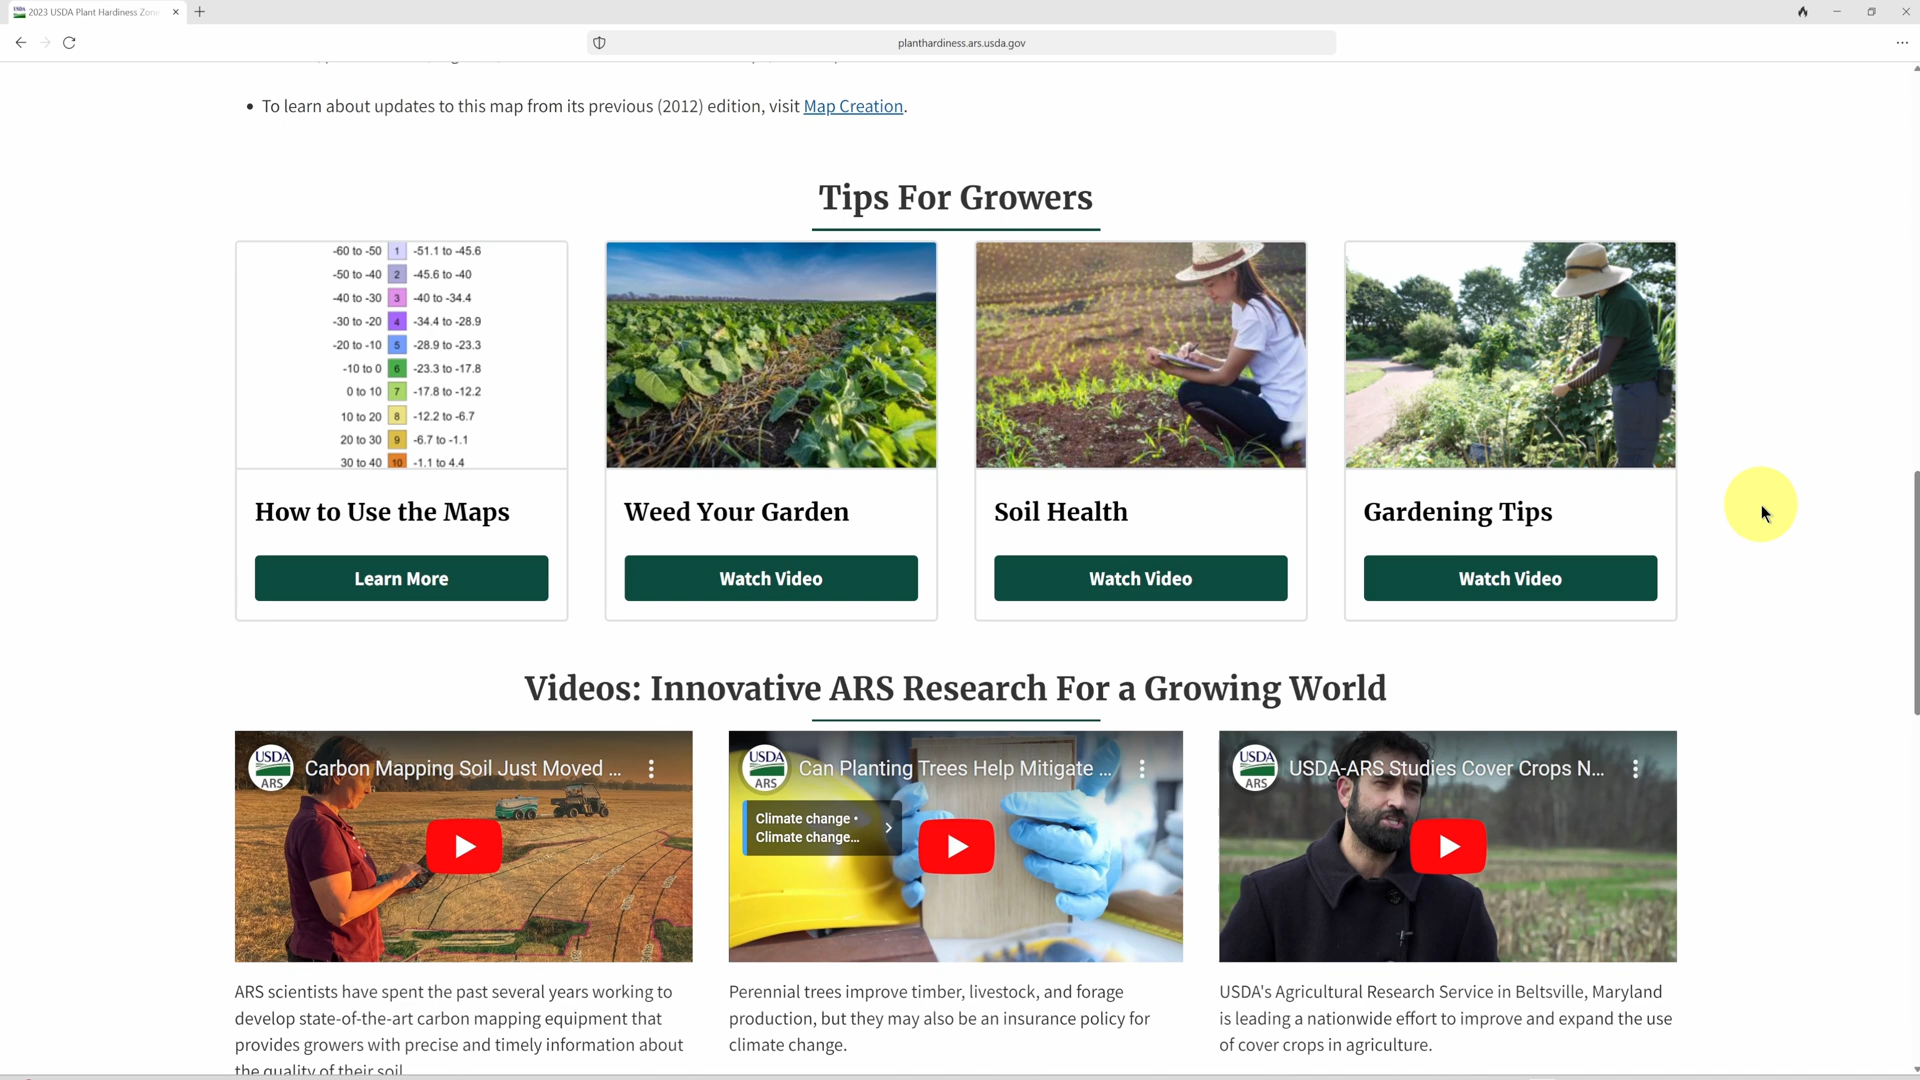 2023 USDA Plant Hardiness Zone
planthardiness.ars.usda.gov
• To learn about updates to this map from its previous (2012) edition, visit Map Creation.
Tips For Growers
-60 to -50 1 -51.1 to -45.6
-50 to -40 2 -45.6 to -40
-40 to -30 3 -40 to -34.4
-30 to -20 4 -34.4 to -28.9
-20 to -10 5 -28.9 to -23.3
-10 to 0 6 -23.3 to -17.8
0 to 10 7 -17.8 to -12.2
10 to 20 8 -12.2 to -6.7
20 to 30 9 -6.7 to -1.1
30 to 40 10 -1.1 to 4.4
How to Use the Maps
Learn More
Weed Your Garden
Watch Video
Soil Health
Watch Video
Gardening Tips
Watch Video
Videos: Innovative ARS Research For a Growing World
USDA ARS Carbon Mapping Soil Just Moved ...
USDA ARS Can Planting Trees Help Mitigate ...
Climate change •
Climate change...
USDA ARS USDA-ARS Studies Cover Crops N...
ARS scientists have spent the past several years working to
develop state-of-the-art carbon mapping equipment that
provides growers with precise and timely information about
the quality of their soil
Perennial trees improve timber, livestock, and forage
production, but they may also be an insurance policy for
climate change.
USDA's Agricultural Research Service in Beltsville, Maryland
is leading a nationwide effort to improve and expand the use
of cover crops in agriculture.